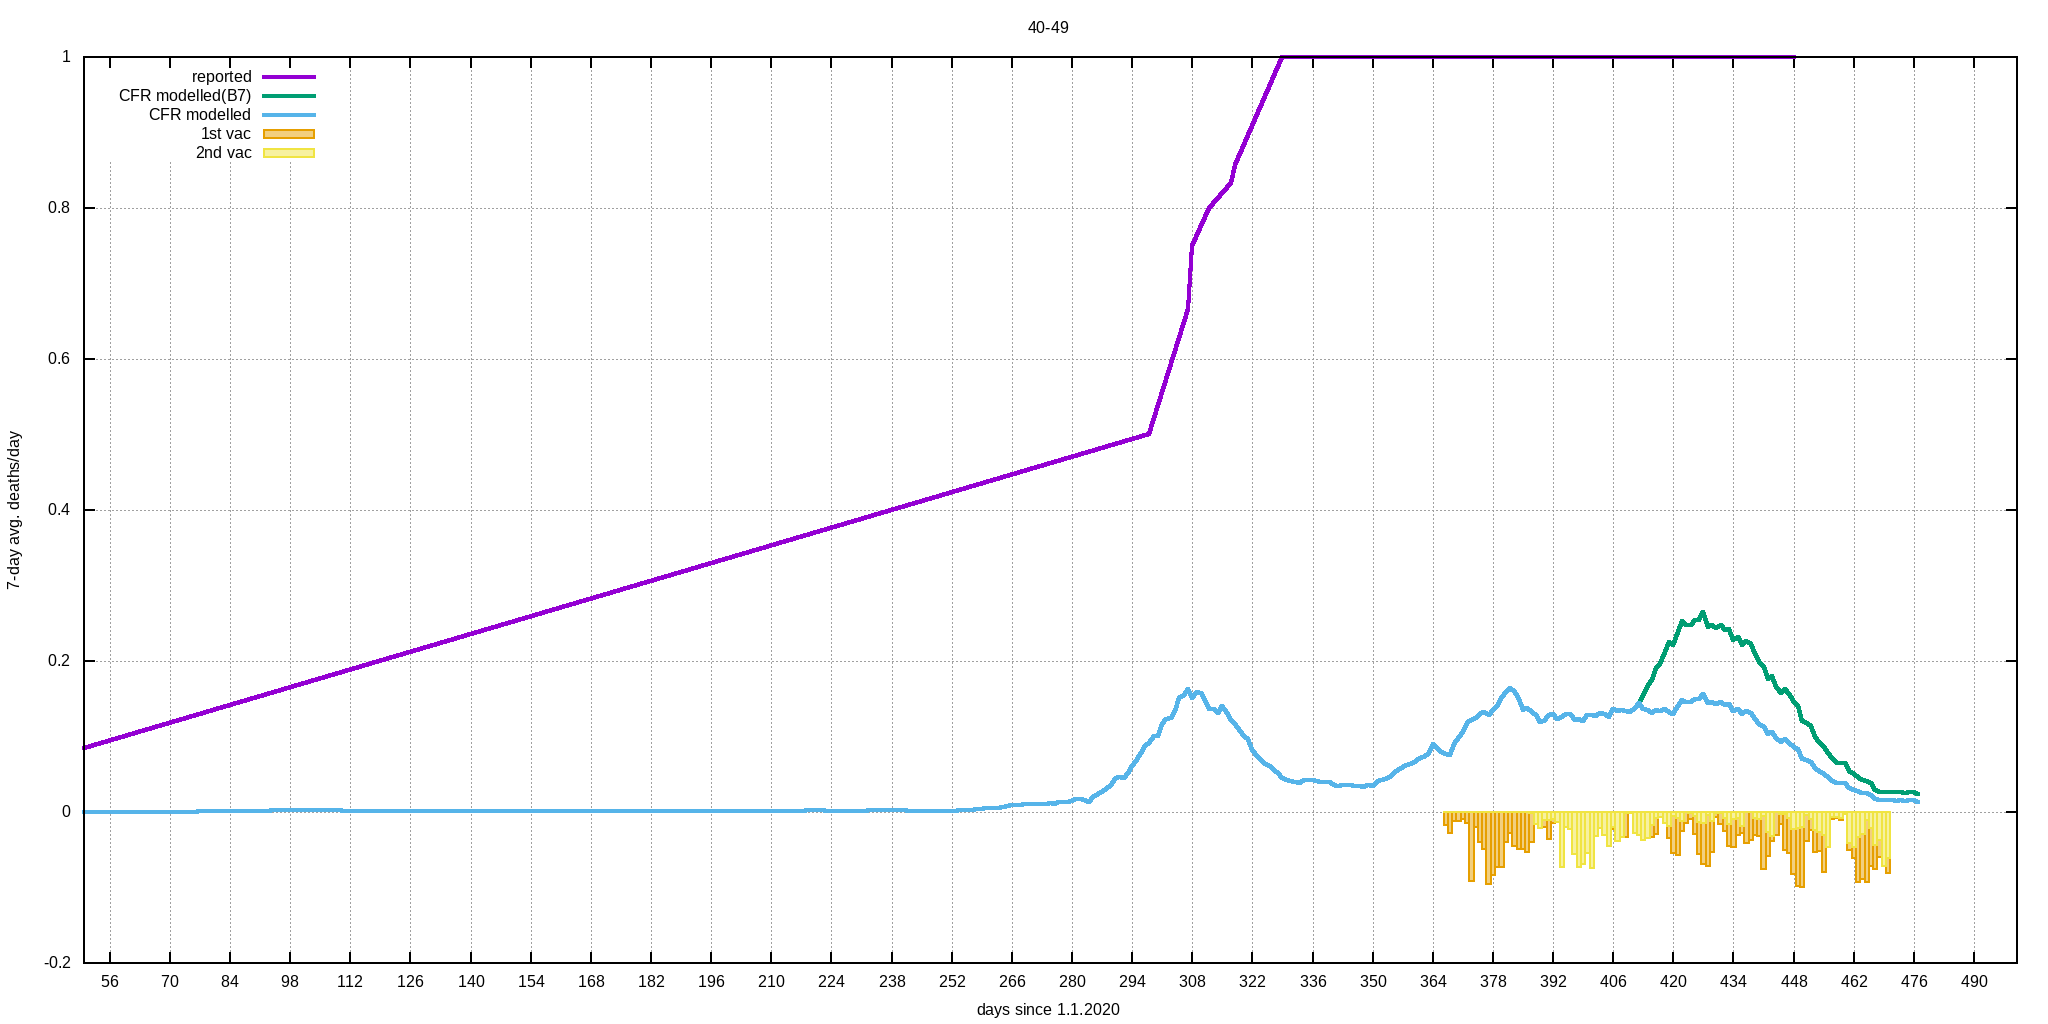 40-49
1
reported
CFR modelled(B7)
CFR modelled
1st vac
2nd vac
0.8
0.6
0.4
0.2
0
-0.2
7-day avg. deaths/day
56 70 84 98 112 126 140 154 168 182 196 210 224 238 252 266 280 294 308 322 336 350 364 378 392 406 420 434 448 462 476 490
days since 1.1.2020